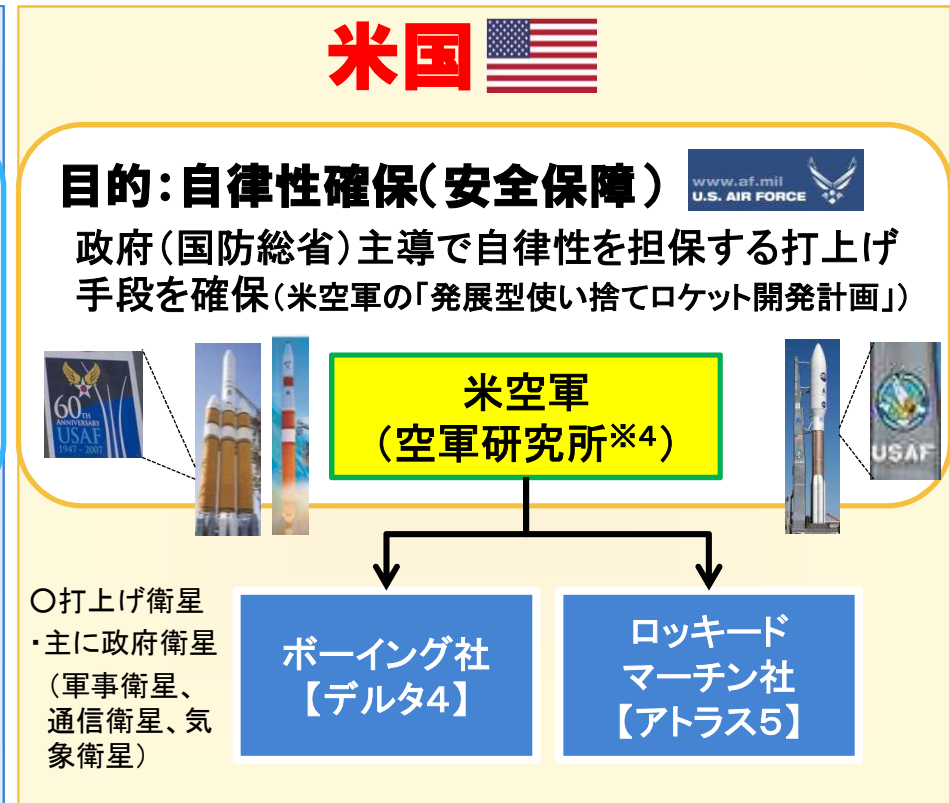 米国
目的：自律性確保（安全保障）
www.af.mil
U.S. AIR FORCE
政府（国防総省）主導で自律性を担保する打上げ
手段を確保（米空軍の「発展型使い捨てロケット開発計画」）
60TH
ANNIVERSARY
USAF
1947 - 2007
米空軍
（空軍研究所※4）
USAF
○打上げ衛星
・主に政府衛星
（軍事衛星、
通信衛星、気
象衛星）
ボーイング社
【デルタ4】
ロッキード
マーチン社
【アトラス5】